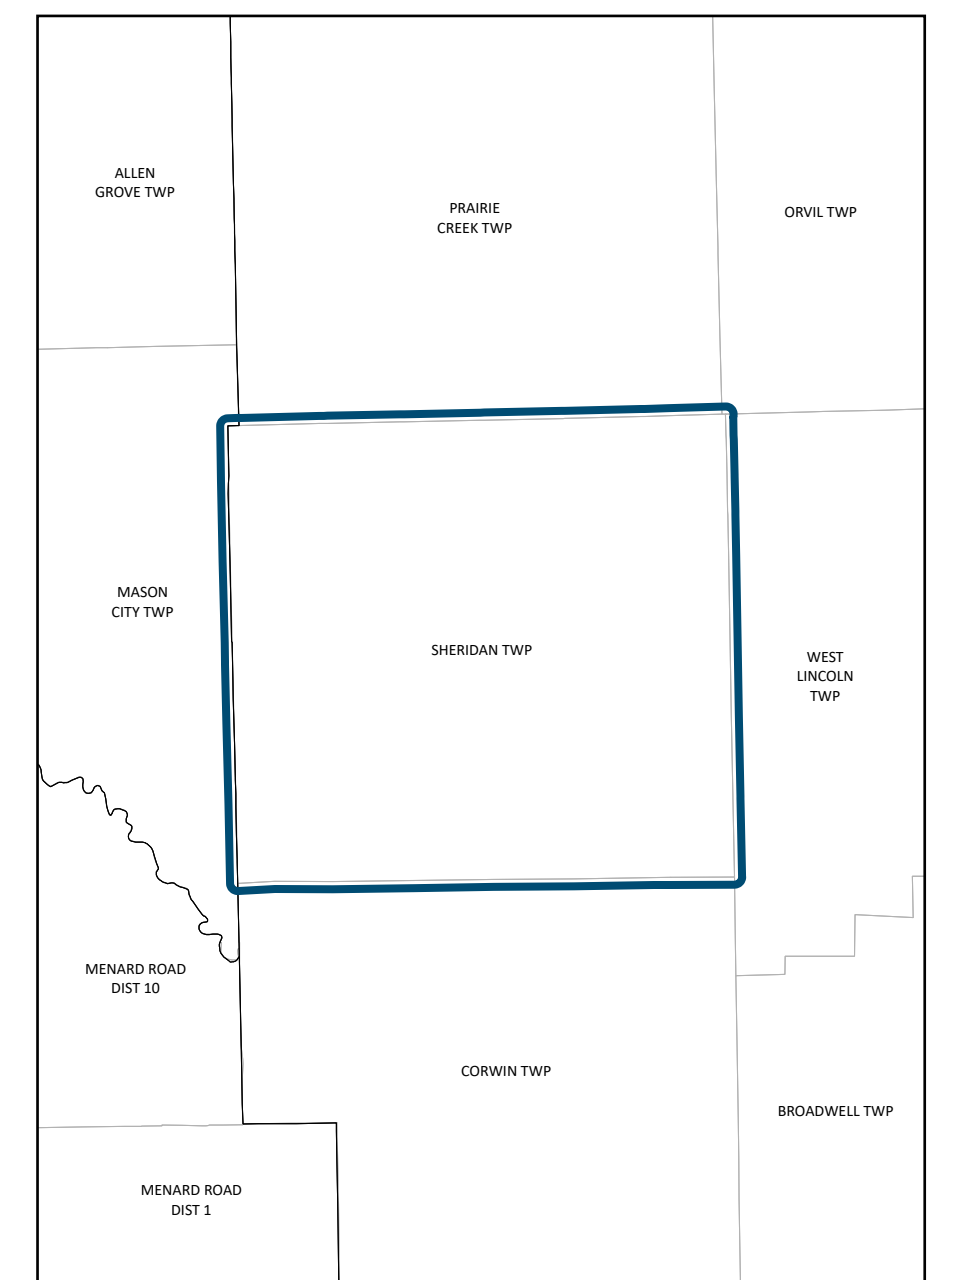 ALLEN
GROVE TWP
PRAIRIE
CREEK TWP
ORVIL TWP
MASON
CITY TWP
SHERIDAN TWP
WEST
LINCOLN
TWP
MENARD ROAD
DIST 10
CORWIN TWP
BROADWELL TWP
MENARD ROAD
DIST 1